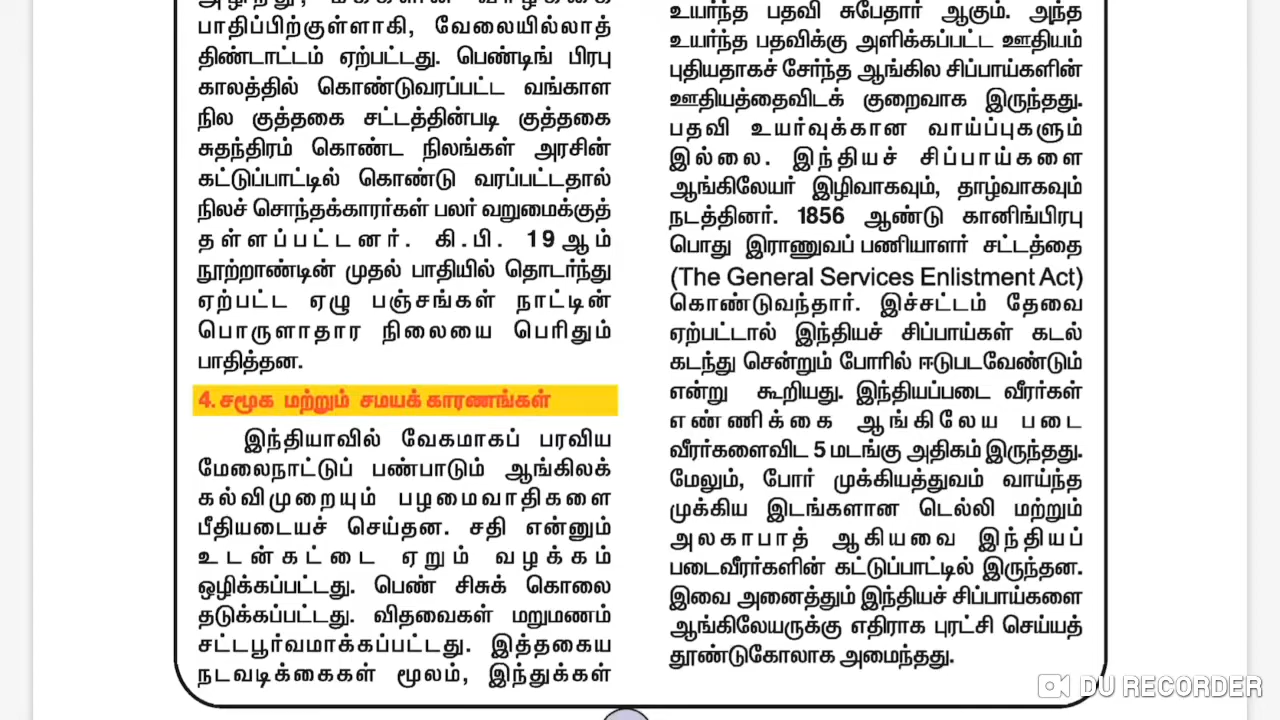 பாதிப்பிற்குள்ளாகி, வேலையில்லாத்
திண்டாட்டம் ஏற்பட்டது. பெண்டிங் பிரபு
காலத்தில் கொண்டுவரப்பட்ட வங்காள
நில குத்தகை சட்டத்தின்படி குத்தகை
சுதந்திரம் கொண்ட நிலங்கள் அரசின்
கட்டுப்பாட்டில் கொண்டு வரப்பட்டதால்
நிலச் சொந்தக்காரர்கள் பலர் வறுமைக்குத்
தள்ளப்பட்டனர். கி.பி. 19ஆம்
நூற்றாண்டின் முதல் பாதியில் தொடர்ந்து
ஏற்பட்ட ஏழு பஞ்சங்கள் நாட்டின்
பொருளாதார நிலையை பெரிதும்
பாதித்தன.
4. சமூக மற்றும் சமயக் காரணங்கள்
இந்தியாவில் வேகமாகப் பரவிய
மேலைநாட்டுப் பண்பாடும் ஆங்கிலக்
கல்விமுறையும் பழமைவாதிகளை
பீதியடையச் செய்தன. சதி என்னும்
உடன்கட்டை ஏறும் வழக்கம்
ஒழிக்கப்பட்டது. பெண் சிசுக் கொலை
தடுக்கப்பட்டது. விதவைகள் மறுமணம்
சட்டபூர்வமாக்கப்பட்டது. இத்தகைய
நடவடிக்கைகள் மூலம், இந்துக்கள்
உயர்ந்த பதவி சுபேதார் ஆகும். அந்த
உயர்ந்த பதவிக்கு அளிக்கப்பட்ட ஊதியம்
புதியதாகச் சேர்ந்த ஆங்கில சிப்பாய்களின்
ஊதியத்தைவிடக் குறைவாக இருந்தது.
பதவி உயர்வுக்கான வாய்ப்புகளும்
இல்லை. இந்தியச் சிப்பாய்களை
ஆங்கிலேயர் இழிவாகவும், தாழ்வாகவும்
நடத்தினர். 1856 ஆண்டு கானிங்பிரபு
பொது இராணுவப் பணியாளர் சட்டத்தை
(The General Services Enlistment Act)
கொண்டுவந்தார். இச்சட்டம் தேவை
ஏற்பட்டால் இந்தியச் சிப்பாய்கள் கடல்
கடந்து சென்றும் போரில் ஈடுபடவேண்டும்
என்று கூறியது. இந்தியப்படை வீரர்கள்
எண்ணிக்கை ஆங்கிலேய படை
வீரர்களைவிட 5 மடங்கு அதிகம் இருந்தது.
மேலும், போர் முக்கியத்துவம் வாய்ந்த
முக்கிய இடங்களான டெல்லி மற்றும்
அலகாபாத் ஆகியவை இந்தியப்
படைவீரர்களின் கட்டுப்பாட்டில் இருந்தன.
இவை அனைத்தும் இந்தியச் சிப்பாய்களை
ஆங்கிலேயருக்கு எதிராக புரட்சி செய்யத்
தூண்டுகோலாக அமைந்தது.
DU RECORDER